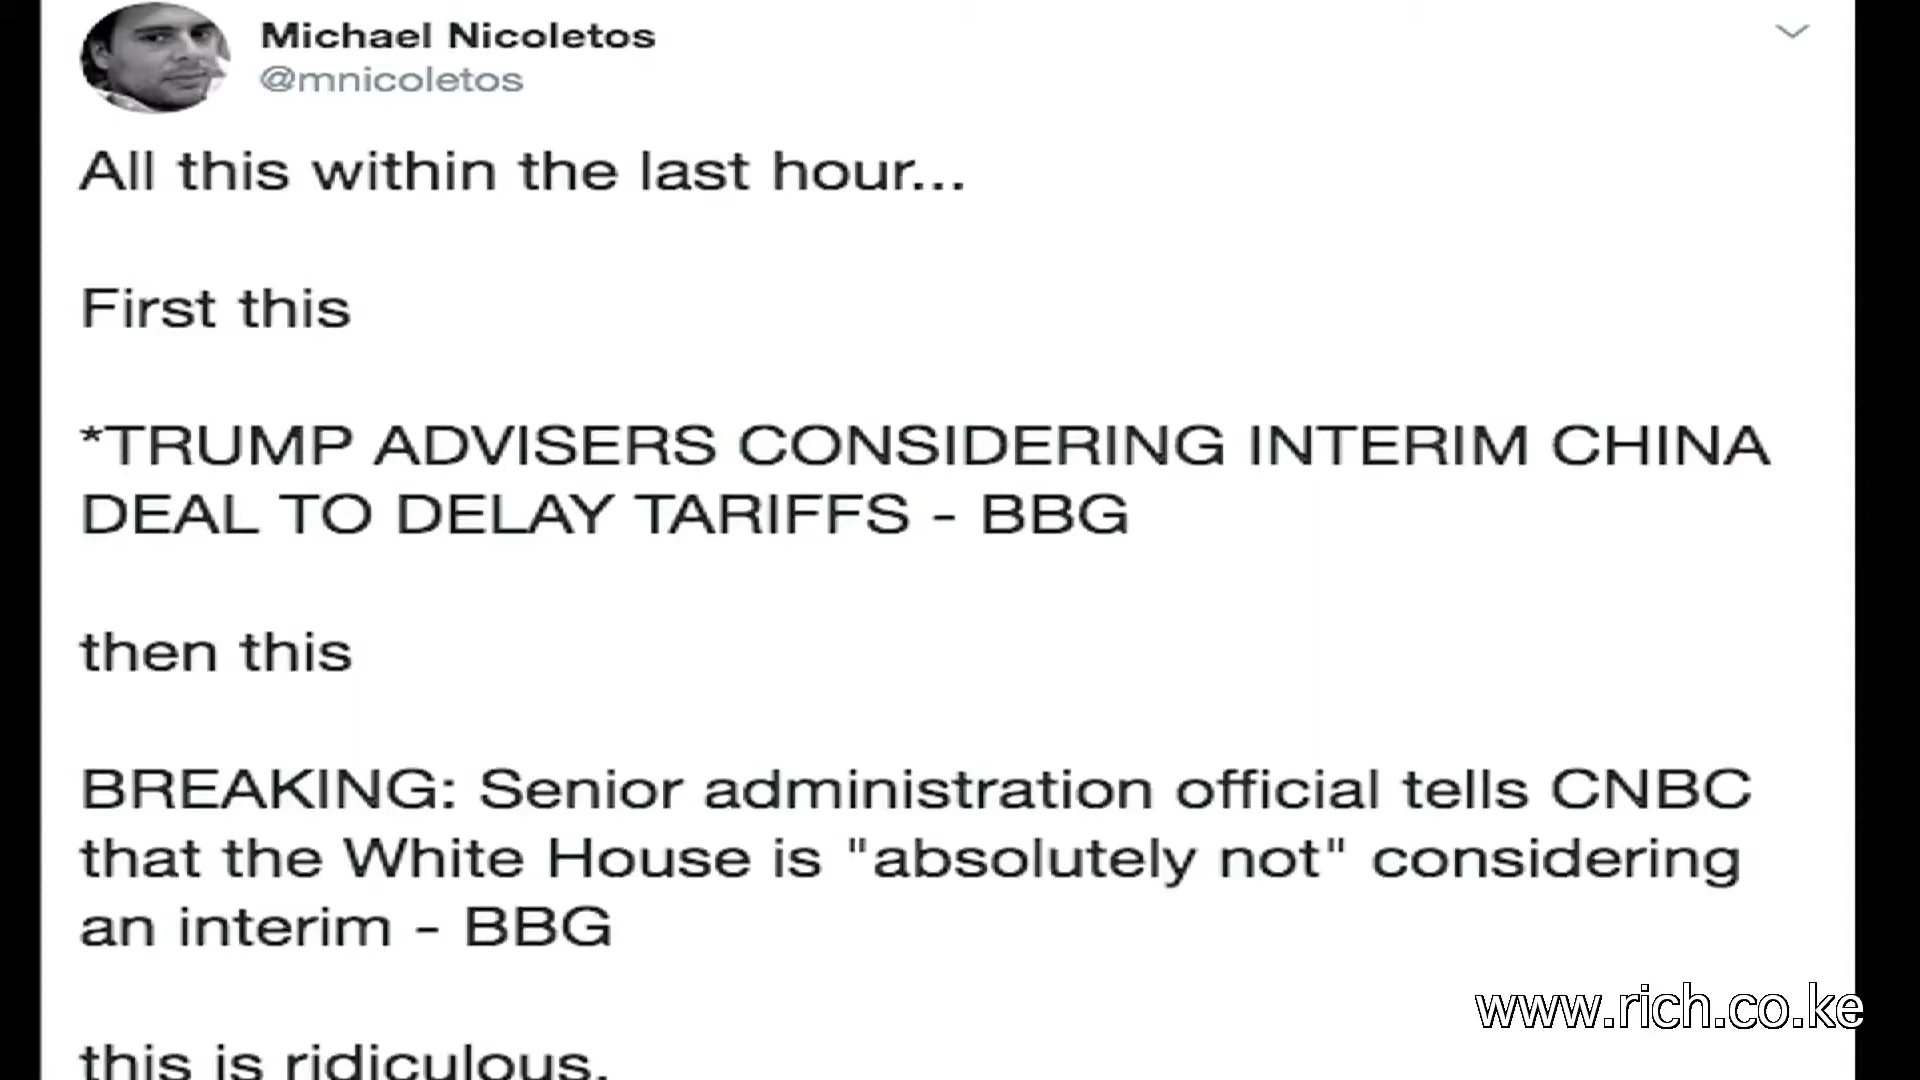 Michael Nicoletos
@mnicoletos
All this within the last hour...
First this
*TRUMP ADVISERS CONSIDERING INTERIM CHINA
DEAL TO DELAY TARIFFS - BBG
then this
BREAKING: Senior administration official tells CNBC
that the White House is "absolutely not" considering
an interim - BBG
www.rich.co.ke
this is ridiculous.